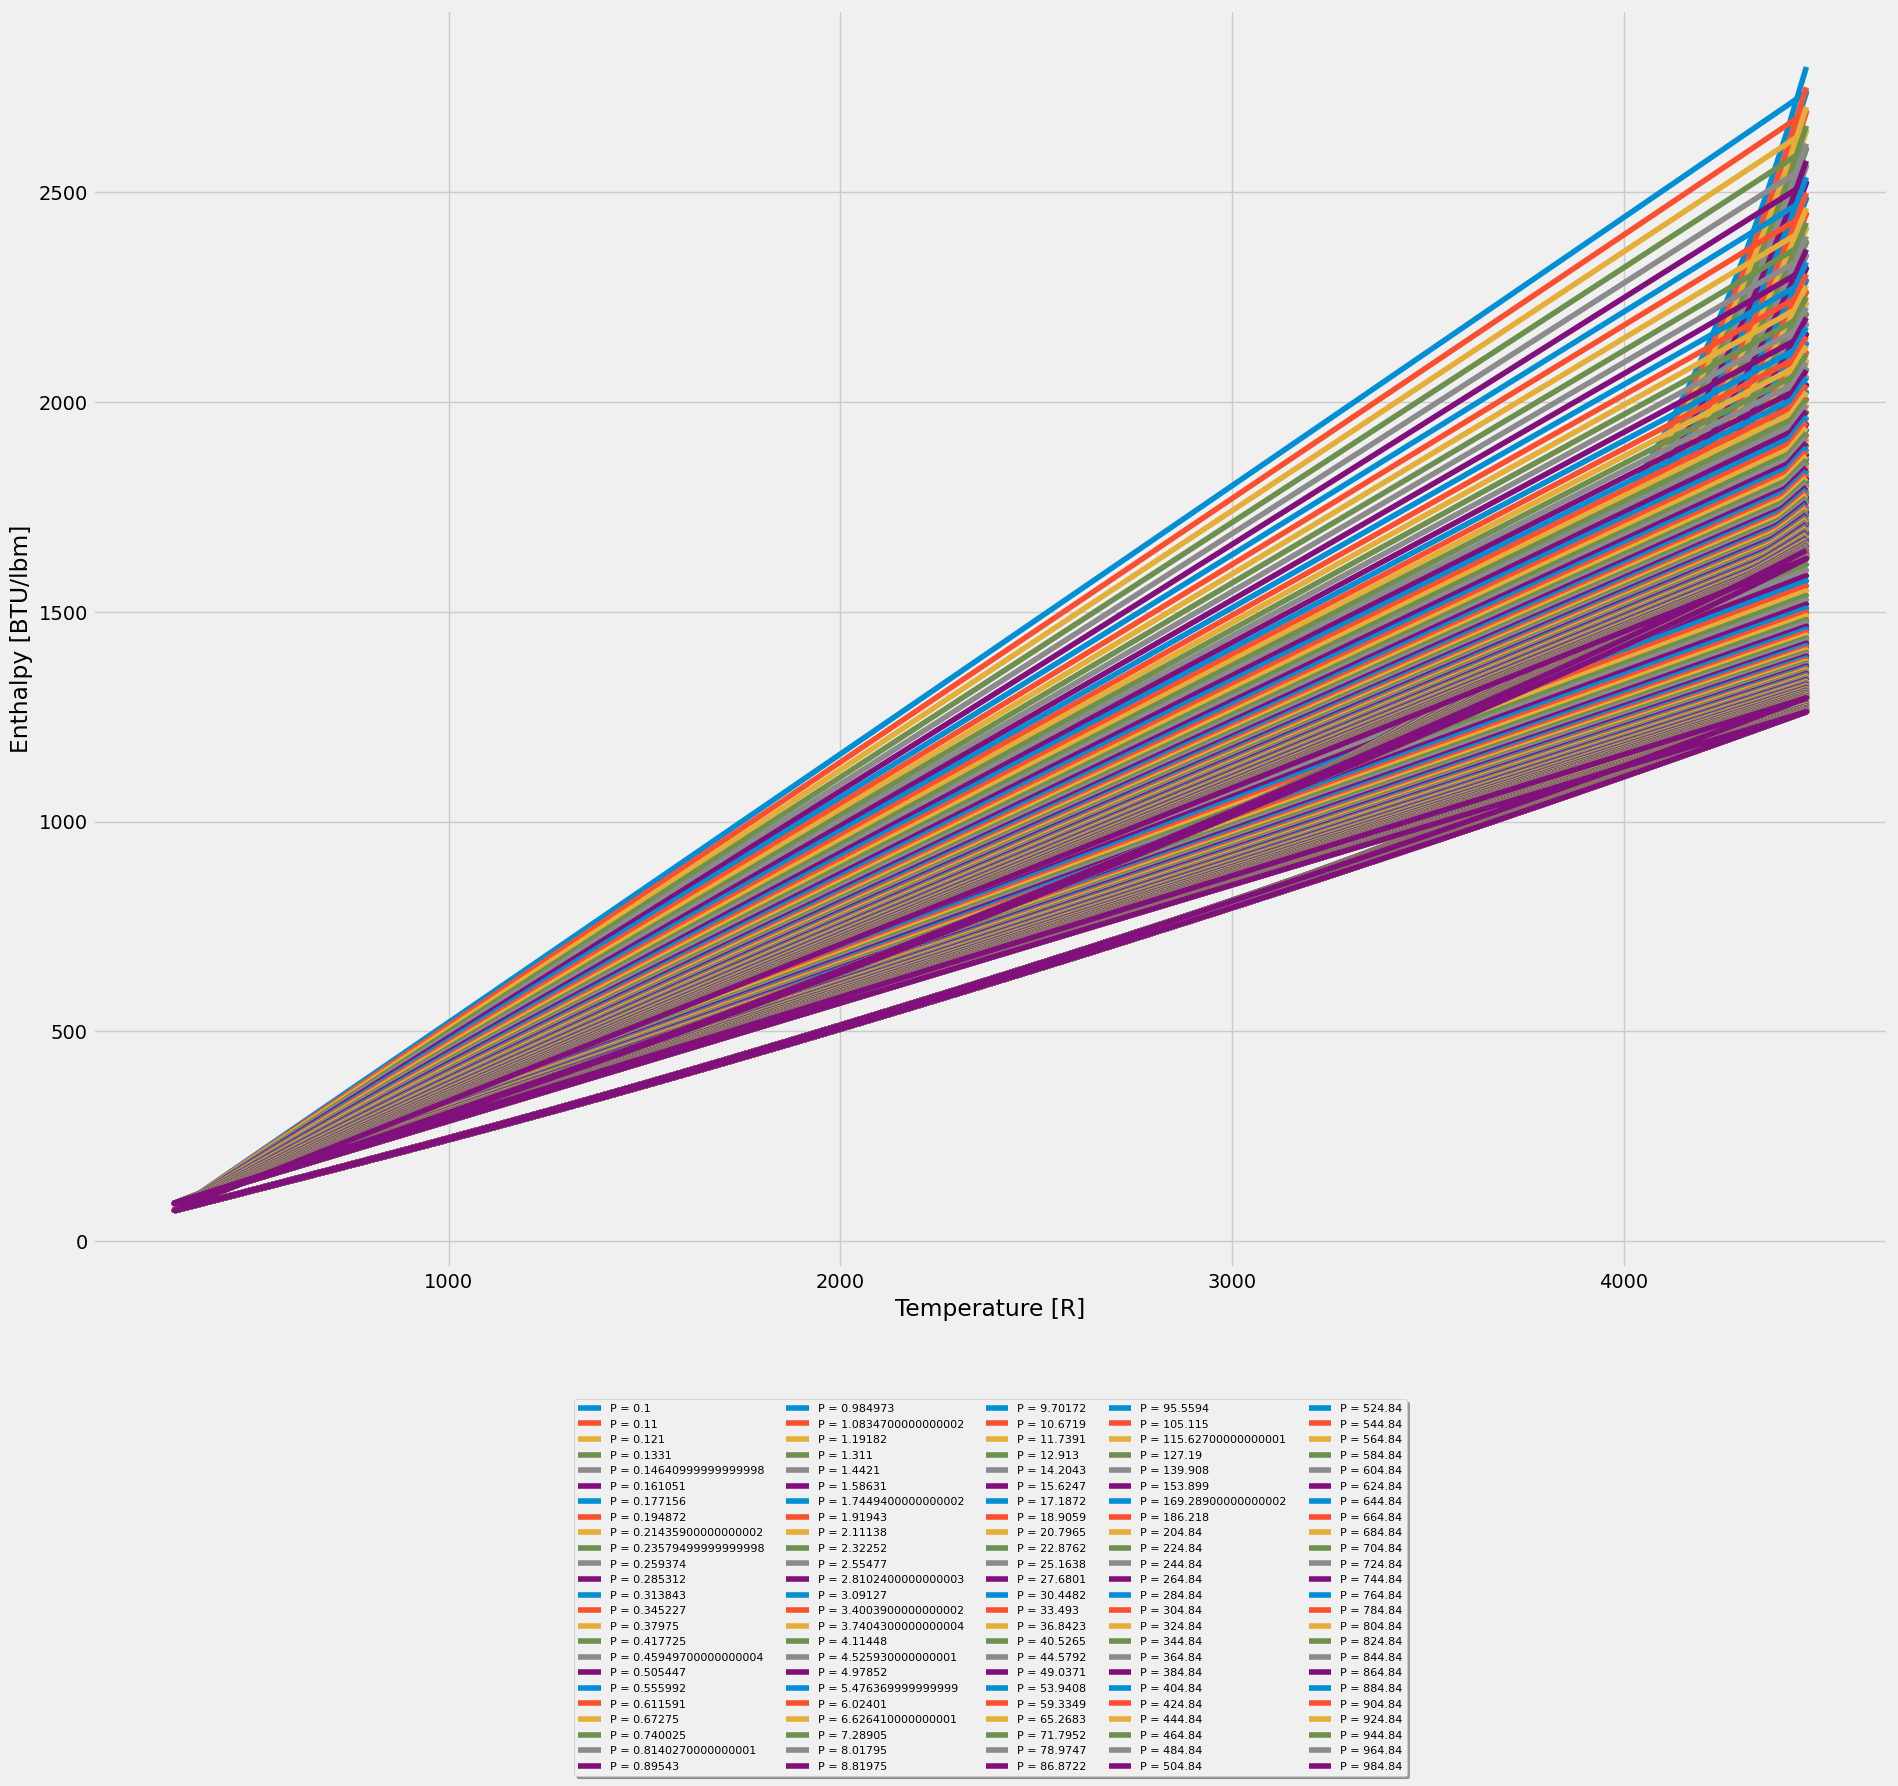 Enthalpy [BTU/lbm]
2500
2000
1500
1000
500
0
1000
2000
3000
4000
Temperature [R]
P = 0.1
P = 0.11
P = 0.121
P = 0.1331
P = 0.14640999999999998
P = 0.161051
P = 0.177156
P = 0.194872
P = 0.21435900000000002
P = 0.23579499999999998
P = 0.259374
P = 0.285312
P = 0.313843
P = 0.345227
P = 0.37975
P = 0.417725
P = 0.45949700000000004
P = 0.505447
P = 0.555992
P = 0.611591
P = 0.67275
P = 0.740025
P = 0.8140270000000001
P = 0.89543
P = 0.984973
P = 1.0834700000000002
P = 1.19182
P = 1.311
P = 1.4421
P = 1.58631
P = 1.7449400000000002
P = 1.91943
P = 2.11138
P = 2.32252
P = 2.55477
P = 2.8102400000000003
P = 3.09127
P = 3.4003900000000002
P = 3.7404300000000004
P = 4.11448
P = 4.525930000000001
P = 4.97852
P = 5.476369999999999
P = 6.02401
P = 6.626410000000001
P = 7.28905
P = 8.01795
P = 8.81975
P = 9.70172
P = 10.6719
P = 11.7391
P = 12.913
P = 14.2043
P = 15.6247
P = 17.1872
P = 18.9059
P = 20.7965
P = 22.8762
P = 25.1638
P = 27.6801
P = 30.4482
P = 33.493
P = 36.8423
P = 40.5265
P = 44.5792
P = 49.0371
P = 53.9408
P = 59.3349
P = 65.2683
P = 71.7952
P = 78.9747
P = 86.8722
P = 95.5594
P = 105.115
P = 115.62700000000001
P = 127.19
P = 139.908
P = 153.899
P = 169.28900000000002
P = 186.218
P = 204.84
P = 224.84
P = 244.84
P = 264.84
P = 284.84
P = 304.84
P = 324.84
P = 344.84
P = 364.84
P = 384.84
P = 404.84
P = 424.84
P = 444.84
P = 464.84
P = 484.84
P = 504.84
P = 524.84
P = 544.84
P = 564.84
P = 584.84
P = 604.84
P = 624.84
P = 644.84
P = 664.84
P = 684.84
P = 704.84
P = 724.84
P = 744.84
P = 764.84
P = 784.84
P = 804.84
P = 824.84
P = 844.84
P = 864.84
P = 884.84
P = 904.84
P = 924.84
P = 944.84
P = 964.84
P = 984.84